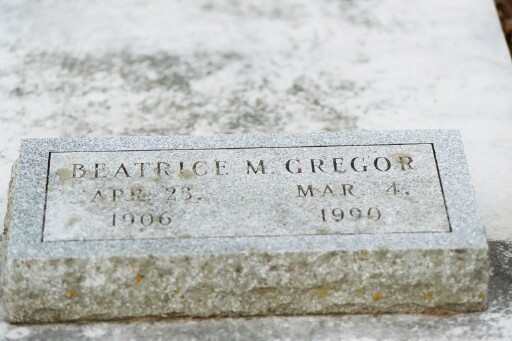 BEATRICE M. GREGOR
APR. 23, MAR. 4,
1906 1990